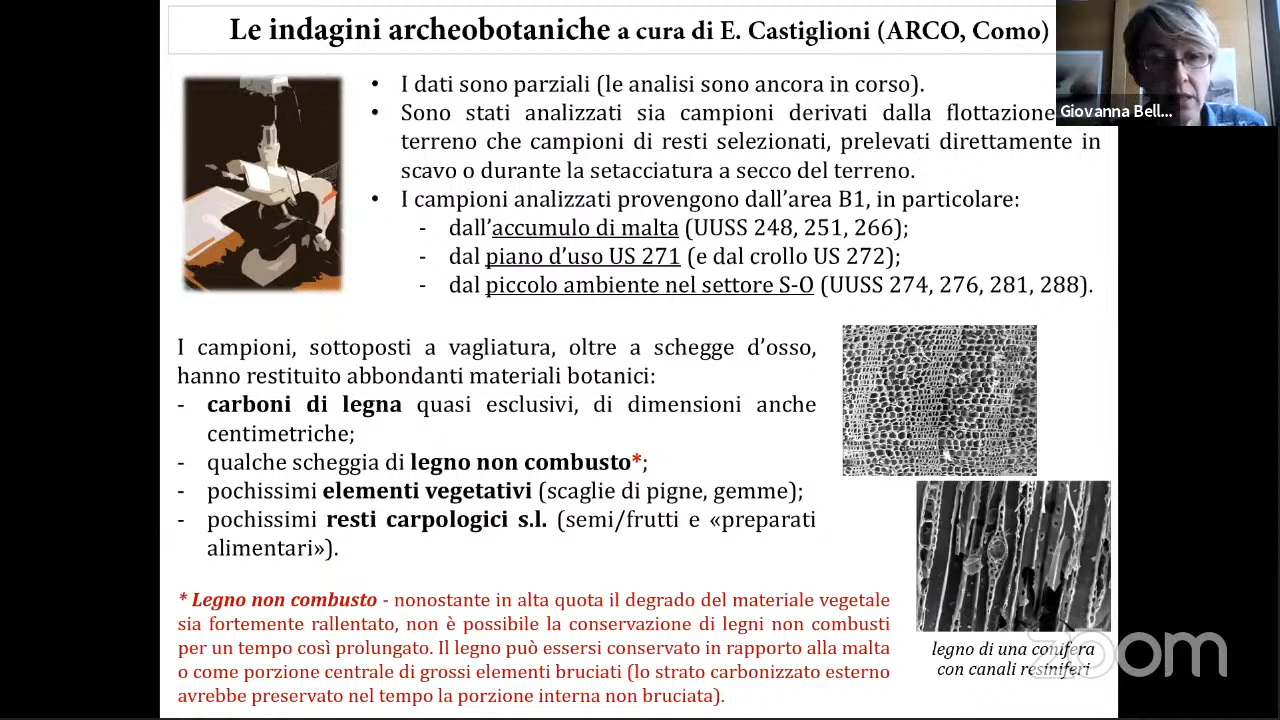 Le indagini archeobotaniche a cura di E. Castiglioni (ARCO, Como)
Giovanna Bell...
• I dati sono parziali (le analisi sono ancora in corso).
• Sono stati analizzati sia campioni derivati dalla flottazione
terreno che campioni di resti selezionati, prelevati direttamente in
scavo o durante la setacciatura a secco del terreno.
• I campioni analizzati provengono dall’area B1, in particolare:
- dall’accumulo di malta (UUSS 248, 251, 266);
- dal piano d’uso US 271 (e dal crollo US 272);
- dal piccolo ambiente nel settore S-O (UUSS 274, 276, 281, 288).
I campioni, sottoposti a vagliatura, oltre a schegge d’osso,
hanno restituito abbondanti materiali botanici:
- carboni di legna quasi esclusivi, di dimensioni anche
centimetriche;
- qualche scheggia di legno non combusto*;
- pochissimi elementi vegetativi (scaglie di pigne, gemme);
- pochissimi resti carpologici s.l. (semi/frutti e «preparati
alimentari»).
* Legno non combusto - nonostante in alta quota il degrado del materiale vegetale
sia fortemente rallentato, non è possibile la conservazione di legni non combusti
per un tempo così prolungato. Il legno può essersi conservato in rapporto alla malta
o come porzione centrale di grossi elementi bruciati (lo strato carbonizzato esterno
avrebbe preservato nel tempo la porzione interna non bruciata).
legno di una conifera
con canali resiniferi
zoom